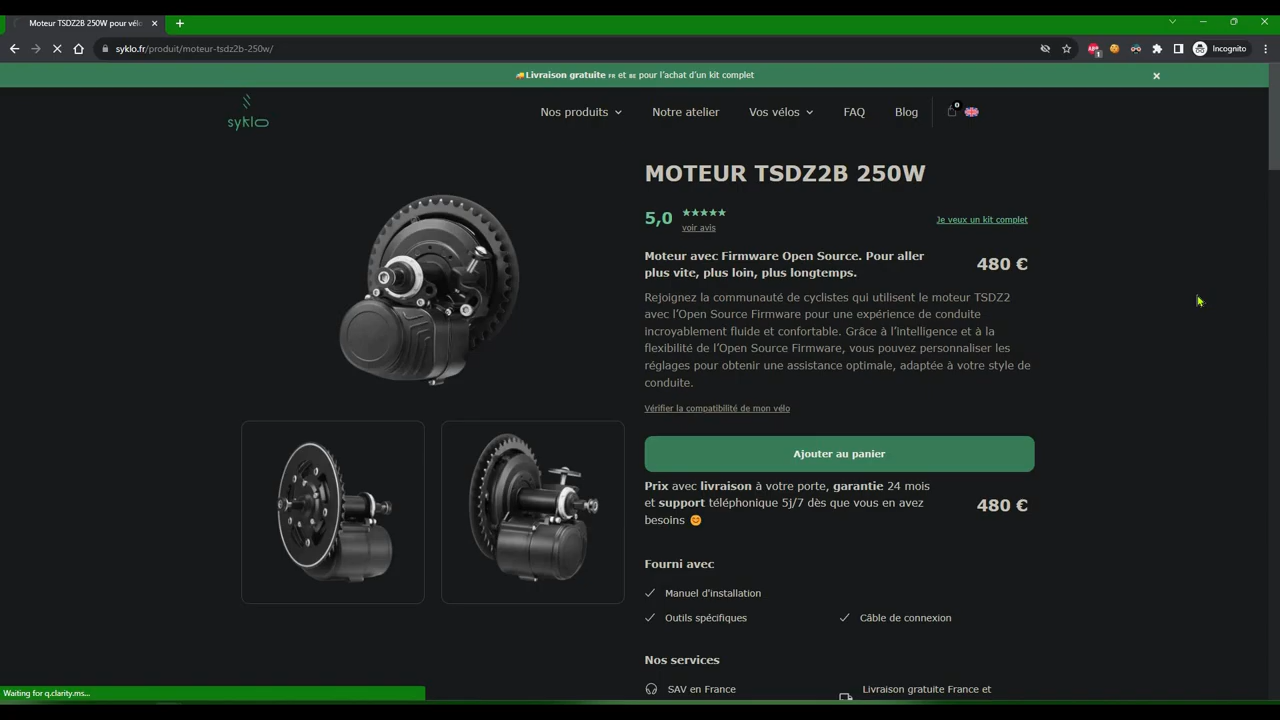 Moteur TSDZ2B 250W pour vélo
syklo.fr/produit/moteur-tsdz2b-250w/
1
Incognito
🚚Livraison gratuite FR et BE pour l'achat d'un kit complet
syklo
Nos produits
Notre atelier
Vos vélos
FAQ
Blog
0
MOTEUR TSDZ2B 250W
5,0 ★★★★★
voir avis
Je veux un kit complet
Moteur avec Firmware Open Source. Pour aller
plus vite, plus loin, plus longtemps.
480 €
Rejoignez la communauté de cyclistes qui utilisent le moteur TSDZ2
avec l'Open Source Firmware pour une expérience de conduite
incroyablement fluide et confortable. Grâce à l'intelligence et à la
flexibilité de l'Open Source Firmware, vous pouvez personnaliser les
réglages pour obtenir une assistance optimale, adaptée à votre style de
conduite.
Vérifier la compatibilité de mon vélo
Ajouter au panier
Prix avec livraison à votre porte, garantie 24 mois
et support téléphonique 5j/7 dès que vous en avez
besoins 😊
480 €
Fourni avec
Manuel d'installation
Outils spécifiques
Câble de connexion
Nos services
SAV en France
Livraison gratuite France et
Waiting for q.clarity.ms...